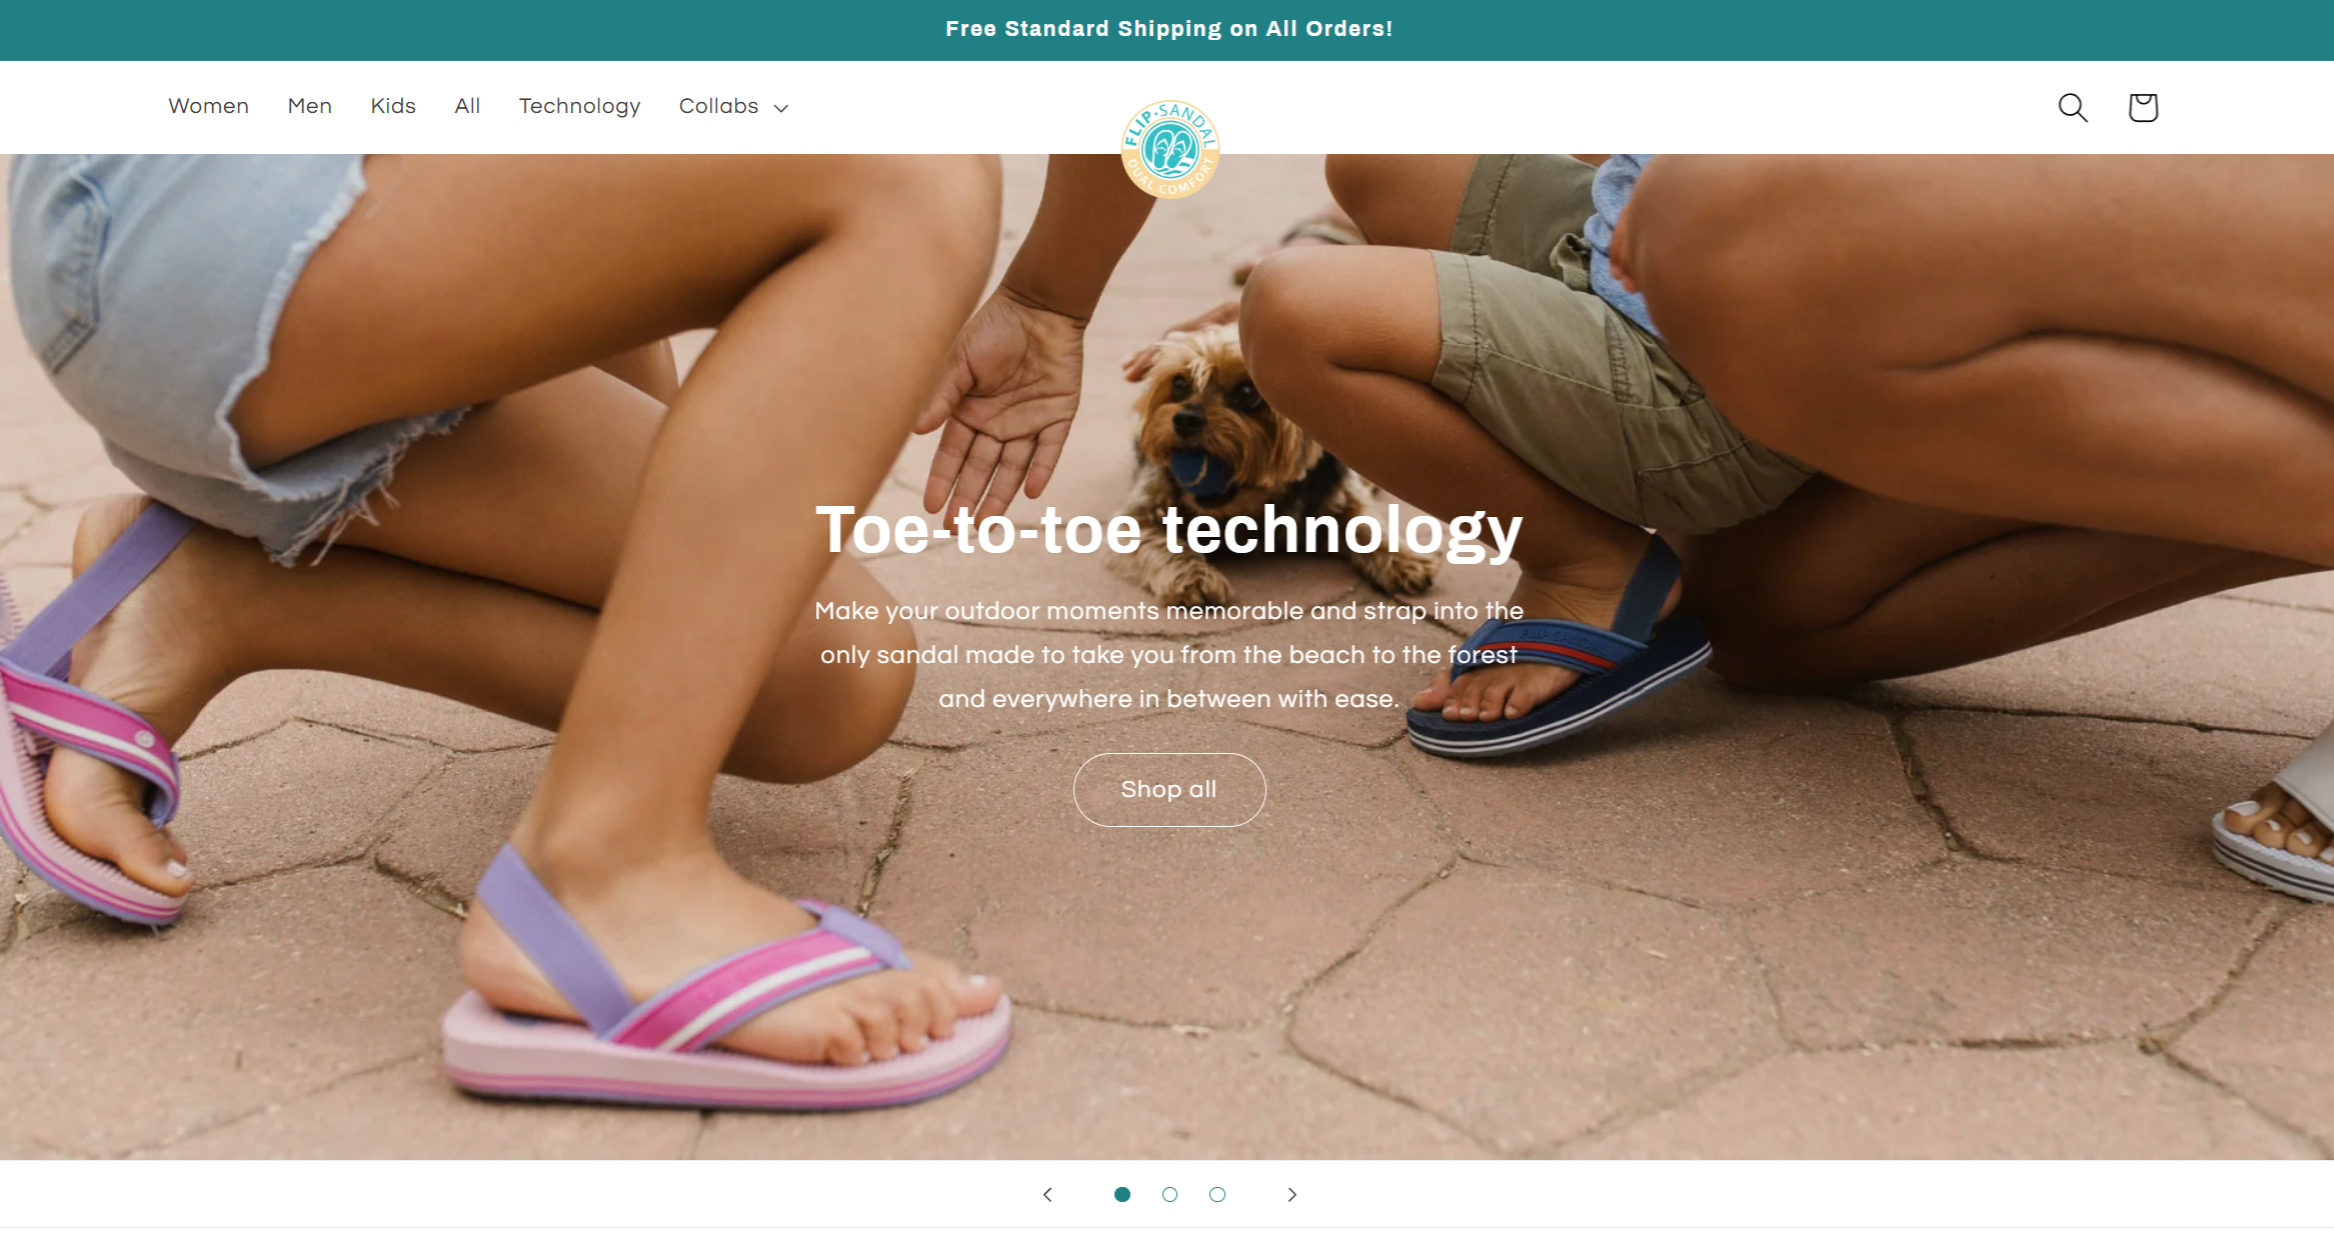 Free Standard Shipping on All Orders!
Women Men Kids All Technology Collabs
FLIP·SANDAL
DUAL COMFORT
Toe-to-toe technology
Make your outdoor moments memorable and strap into the
only sandal made to take you from the beach to the forest
and everywhere in between with ease.
FLIP SANDAL
Shop all